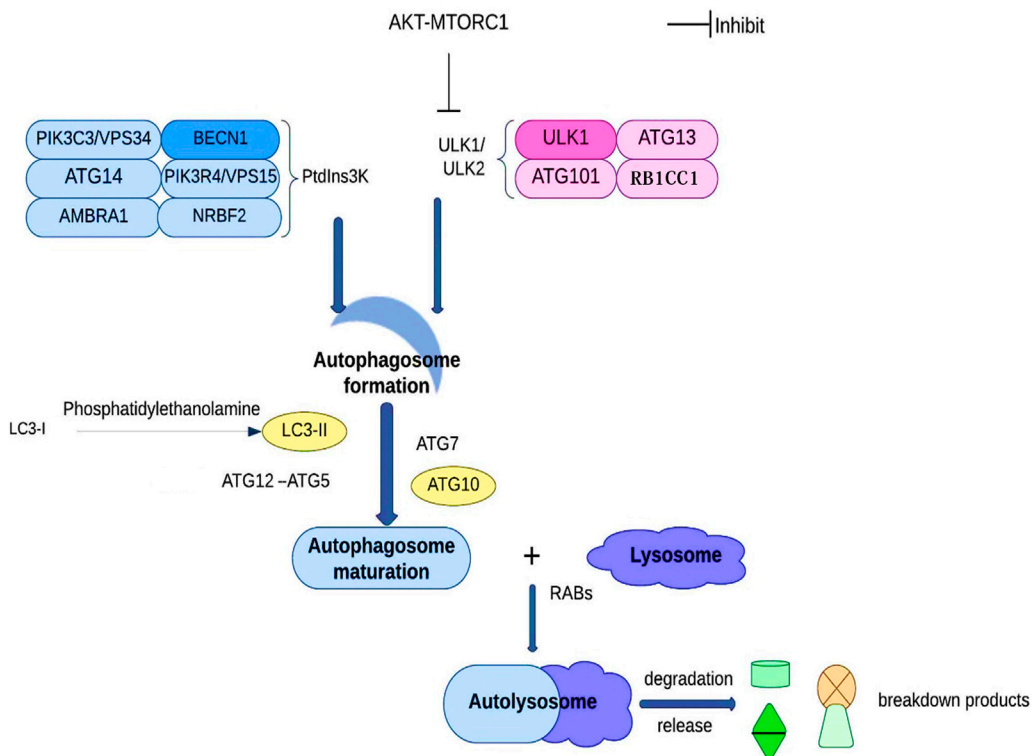 AKT-MTORC1
Inhibit
PIK3C3/VPS34
BECN1
ATG14
PIK3R4/VPS15
AMBRA1
NRBF2
PtdIns3K
ULK1/
ULK2
ULK1
ATG13
ATG101
RB1CC1
Autophagosome
formation
LC3-I
Phosphatidylethanolamine
LC3-II
ATG7
ATG12 –ATG5
ATG10
Autophagosome
maturation
+
Lysosome
RABs
Autolysosome
degradation
release
breakdown products